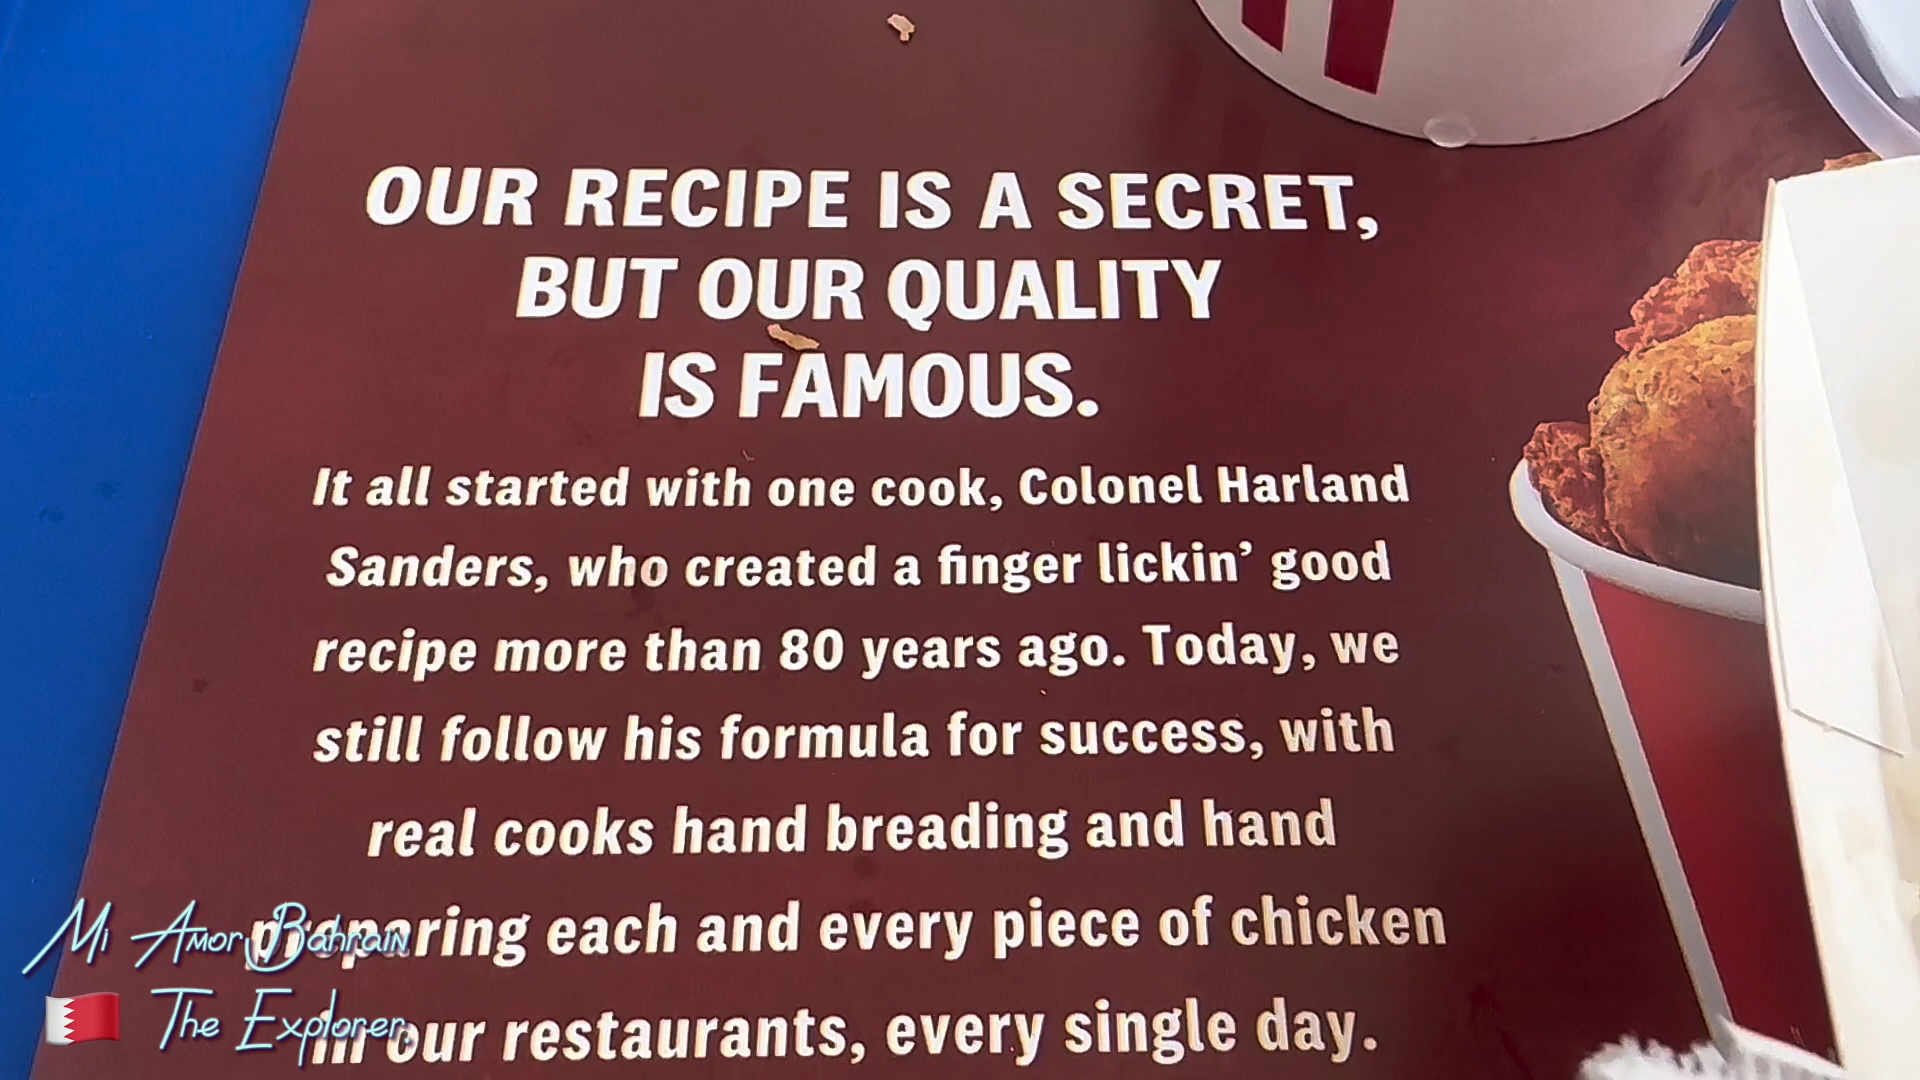 OUR RECIPE IS A SECRET,
BUT OUR QUALITY
IS FAMOUS.
It all started with one cook, Colonel Harland
Sanders, who created a finger lickin' good
recipe more than 80 years ago. Today, we
still follow his formula for success, with
real cooks hand breading and hand
preparing each and every piece of chicken
in our restaurants, every single day.
Mi Amor Bahrain
The Explorer